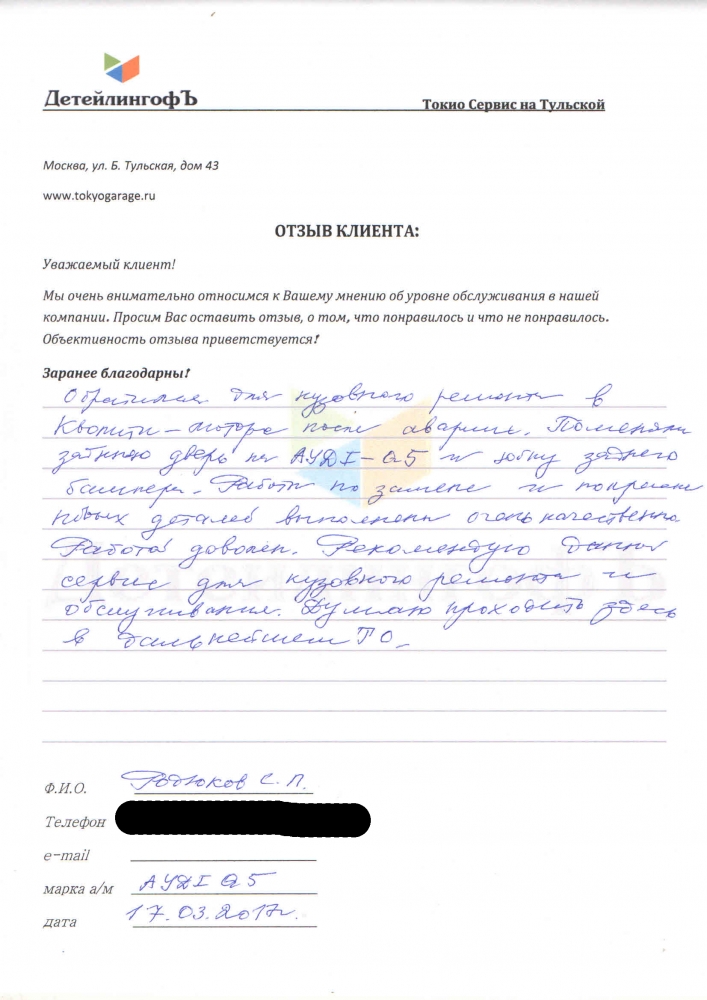 ДетейлингофЪ
Токио Сервис на Тульской
Москва, ул. Б. Тульская, дом 43
www.tokyogarage.ru
ОТЗЫВ КЛИЕНТА:
Уважаемый клиент!
Мы очень внимательно относимся к Вашему мнению об уровне обслуживания в нашей
компании. Просим Вас оставить отзыв, о том, что понравилось и что не понравилось.
Объективность отзыва приветствуется!
Заранее благодарны!
Обратился для кузовного ремонта в
Кволити-моторс после аварии. Поменяли
заднюю дверь на АУДI-Q5 и юбку заднего
бампера. Работы по замене и покраске
новых деталей выполнены очень качественно.
Работой доволен. Рекомендую данный
сервис для кузовного ремонта и
обслуживания. Думаю проходить здесь
в дальнейшем ТО.
Ф.И.О. Родюков С.П.
Телефон
e-mail
марка а/м АУДI Q5
дата 17.03.2017г.